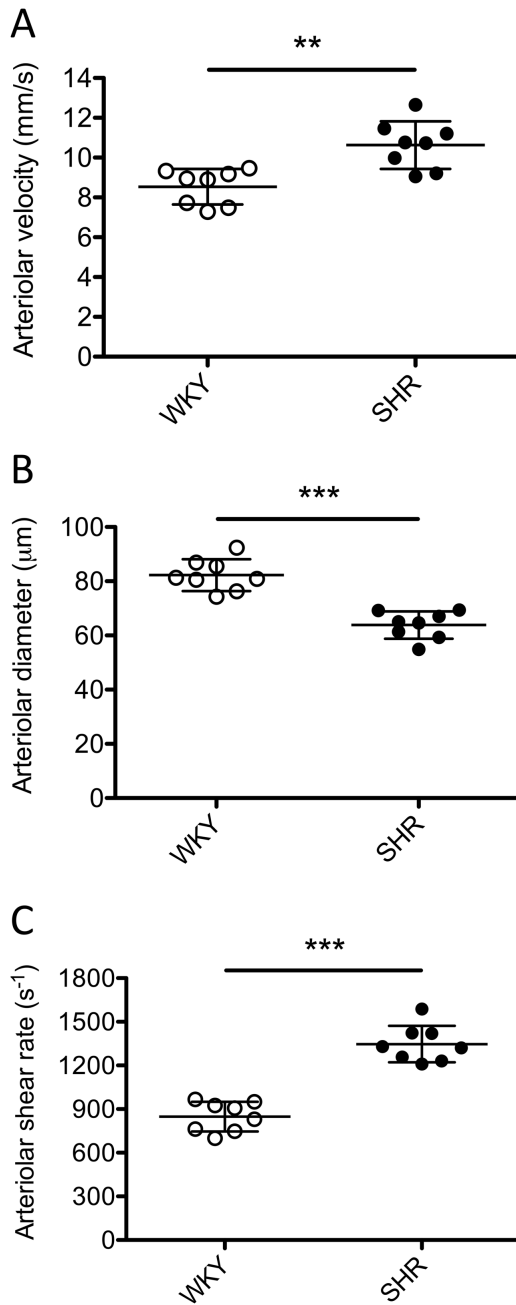 A
**
Arteriolar velocity (mm/s)
14
12
10
8
6
4
2
0
WKY
SHR
B
***
Arteriolar diameter (μm)
100
80
60
40
20
0
WKY
SHR
C
***
Arteriolar shear rate (s⁻¹)
1800
1500
1200
900
600
300
0
WKY
SHR